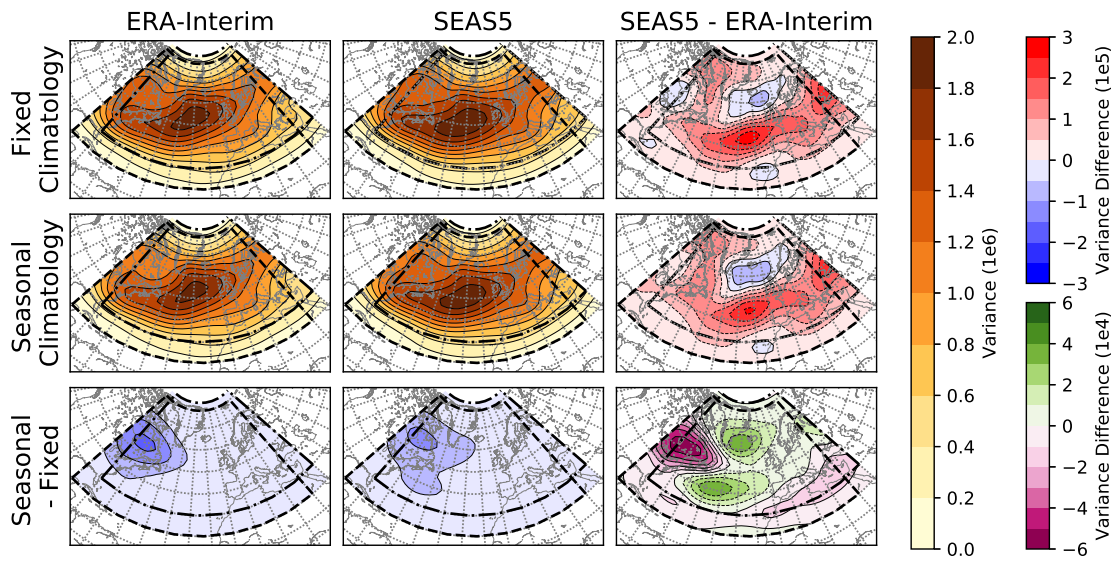 ERA-Interim
SEAS5
SEAS5 - ERA-Interim
Fixed
Climatology
Seasonal
Climatology
Seasonal
- Fixed
2.0
1.8
1.6
1.4
1.2
1.0
0.8
0.6
0.4
0.2
0.0
Variance (1e6)
3
2
1
0
−1
−2
−3
Variance Difference (1e5)
6
4
2
0
−2
−4
−6
Variance Difference (1e4)